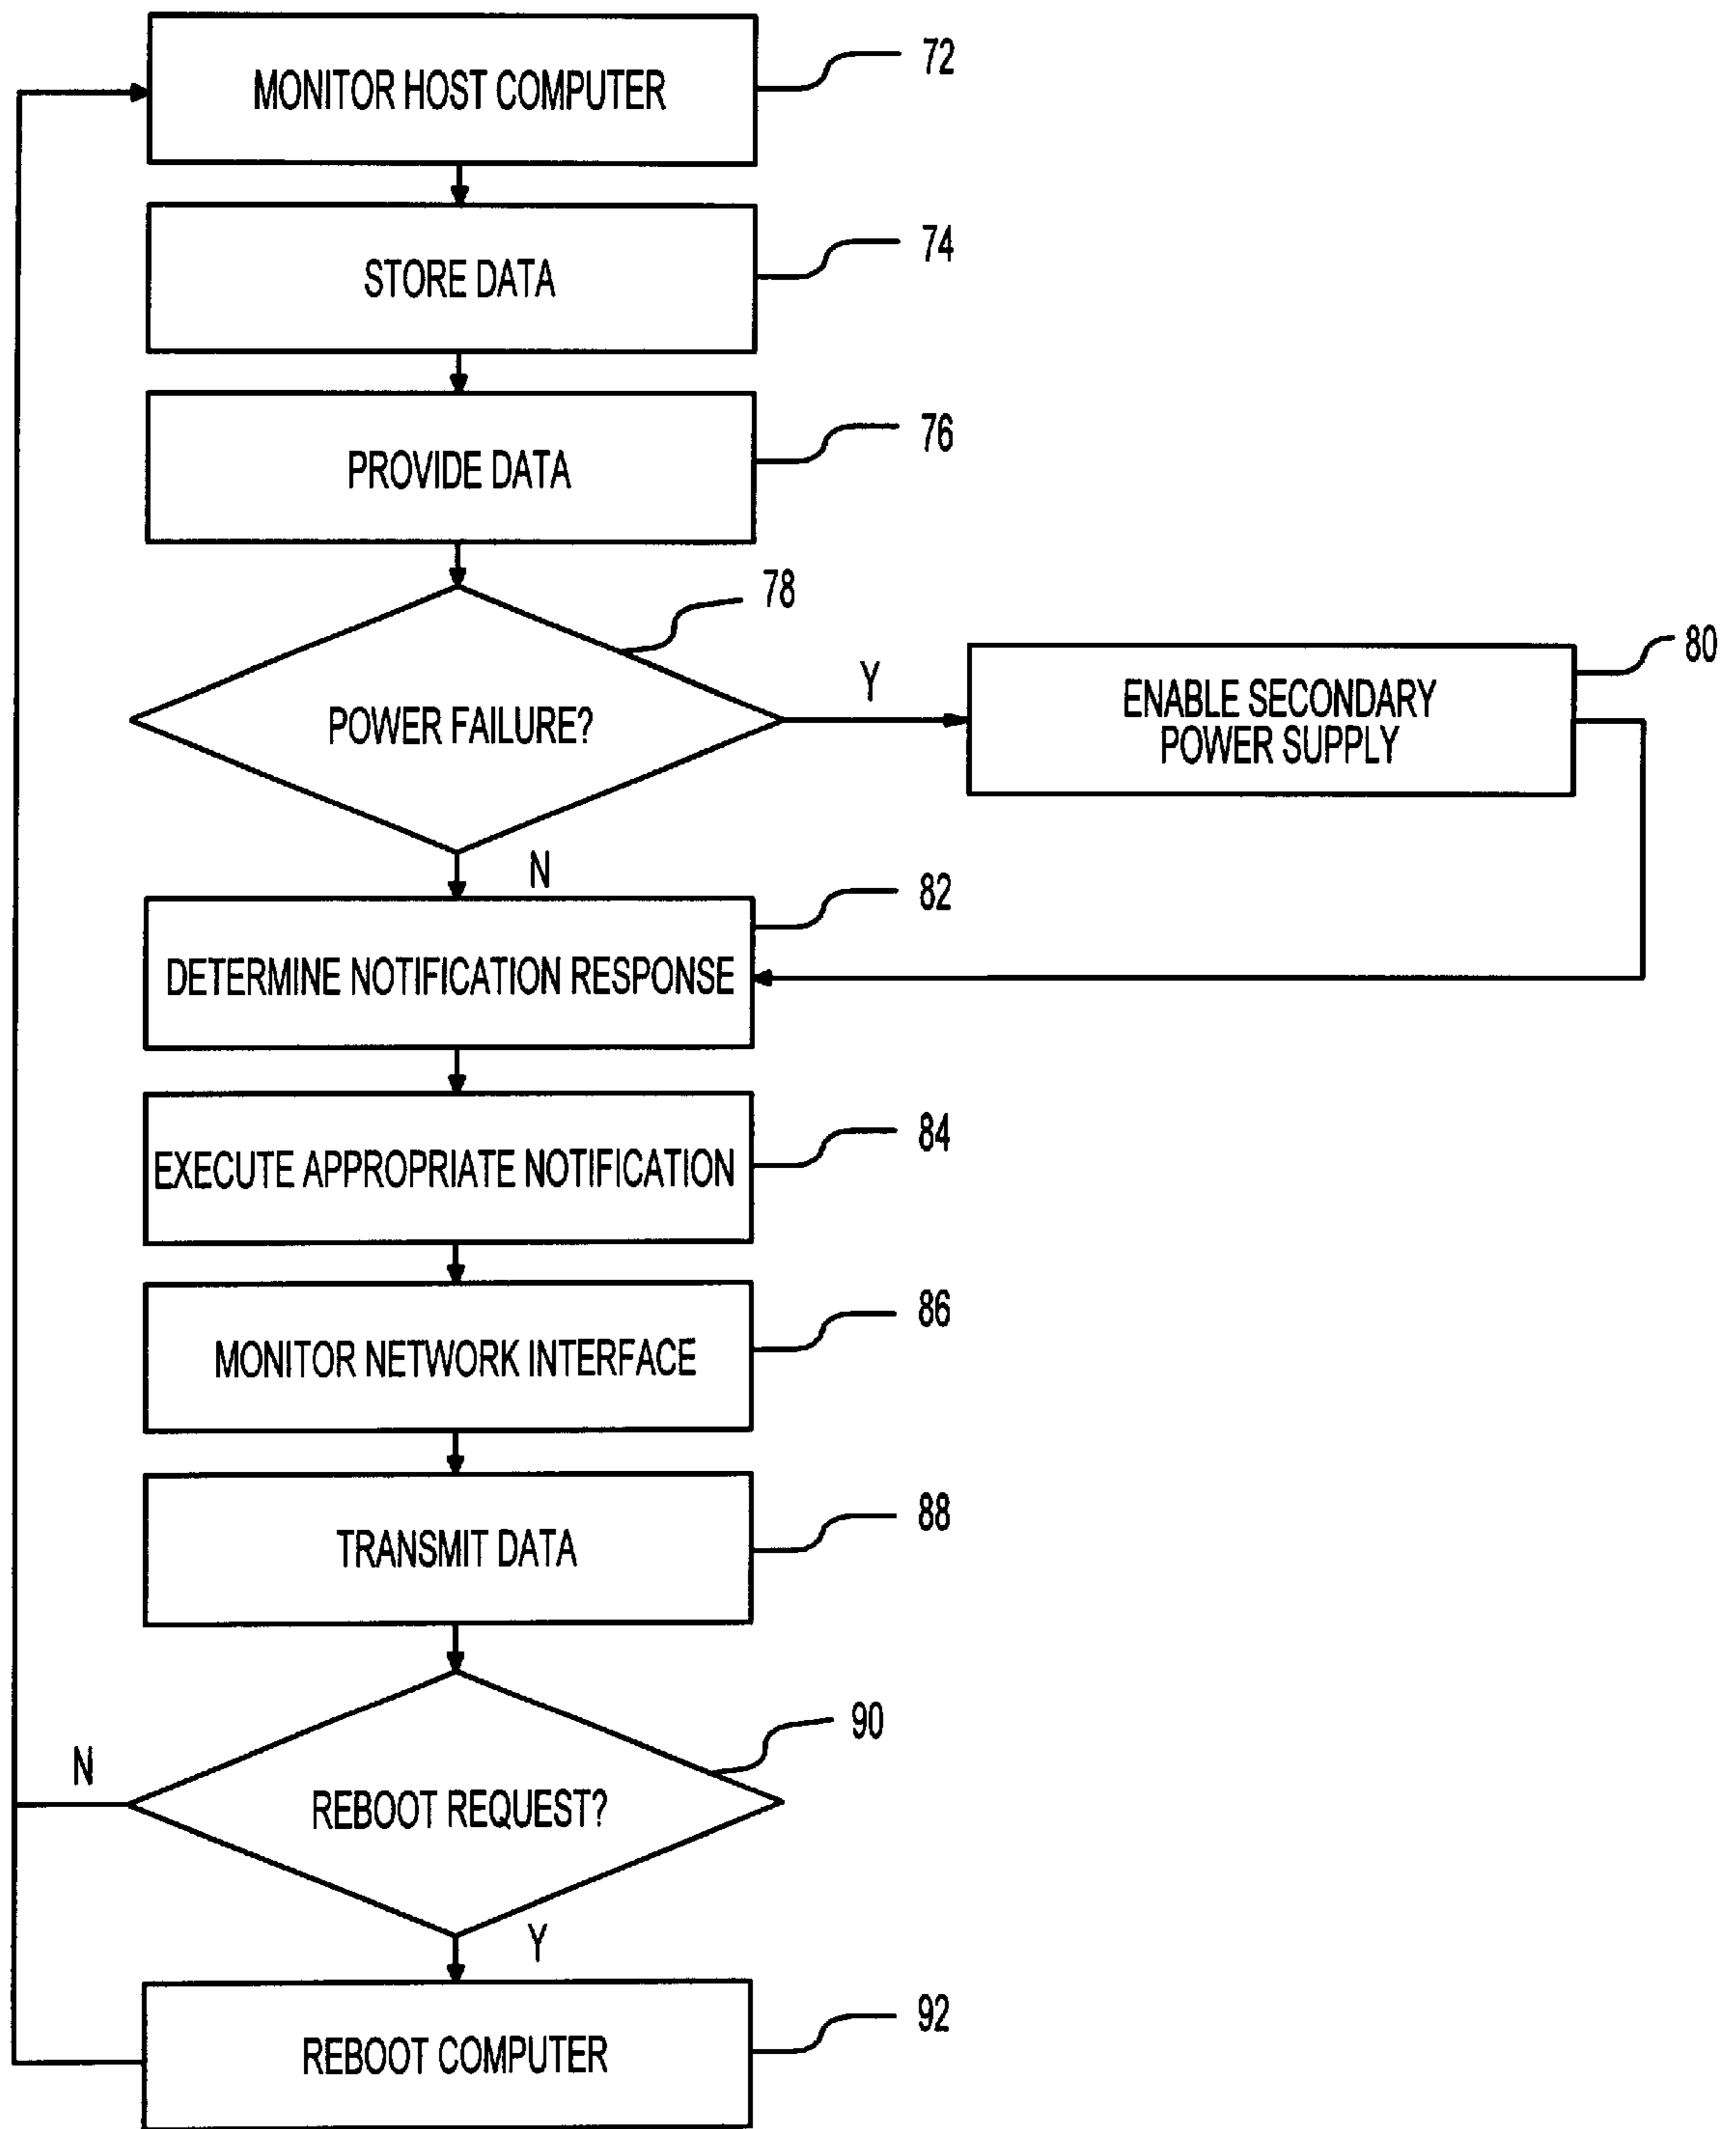 MONITOR HOST COMPUTER
72
STORE DATA
74
PROVIDE DATA
76
POWER FAILURE?
78
Y
ENABLE SECONDARY
POWER SUPPLY
80
N
DETERMINE NOTIFICATION RESPONSE
82
EXECUTE APPROPRIATE NOTIFICATION
84
MONITOR NETWORK INTERFACE
86
TRANSMIT DATA
88
REBOOT REQUEST?
90
N
Y
REBOOT COMPUTER
92